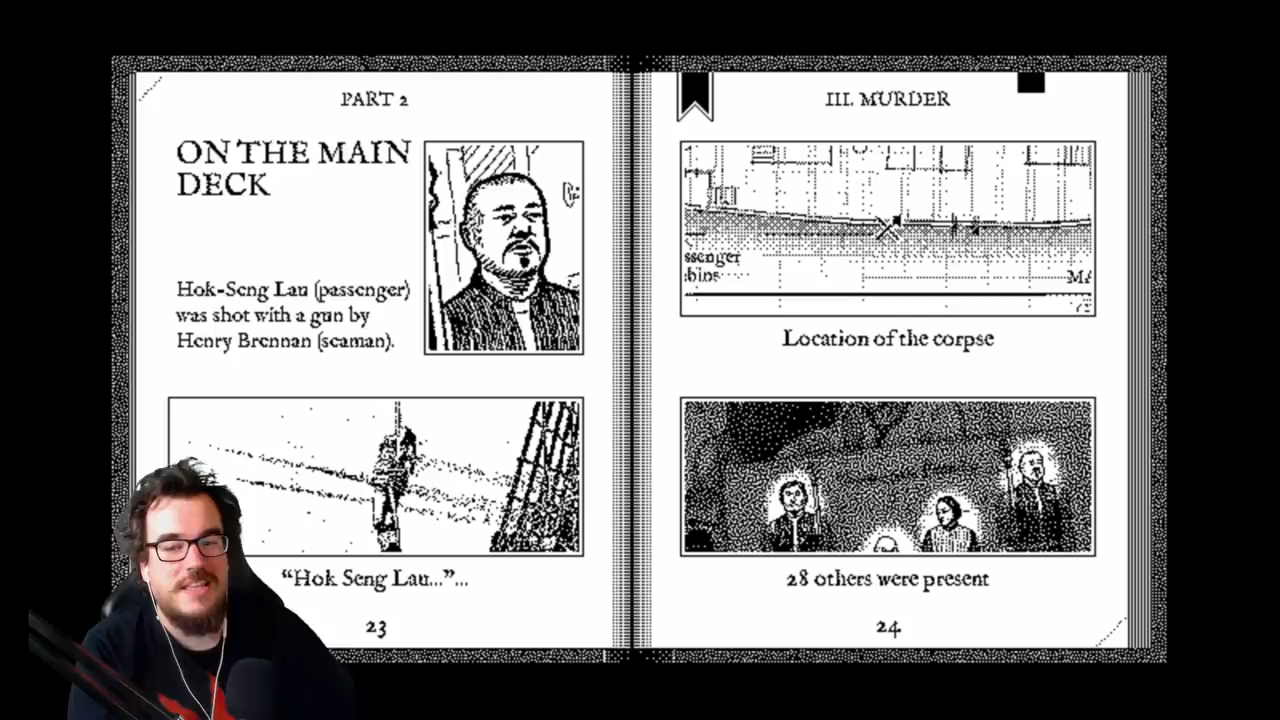 PART 2
ON THE MAIN
DECK
Hok-Seng Lau (passenger)
was shot with a gun by
Henry Brennan (seaman).
"Hok Seng Lau..."...
23
III. MURDER
ssenger
bins
Ma
Location of the corpse
28 others were present
24